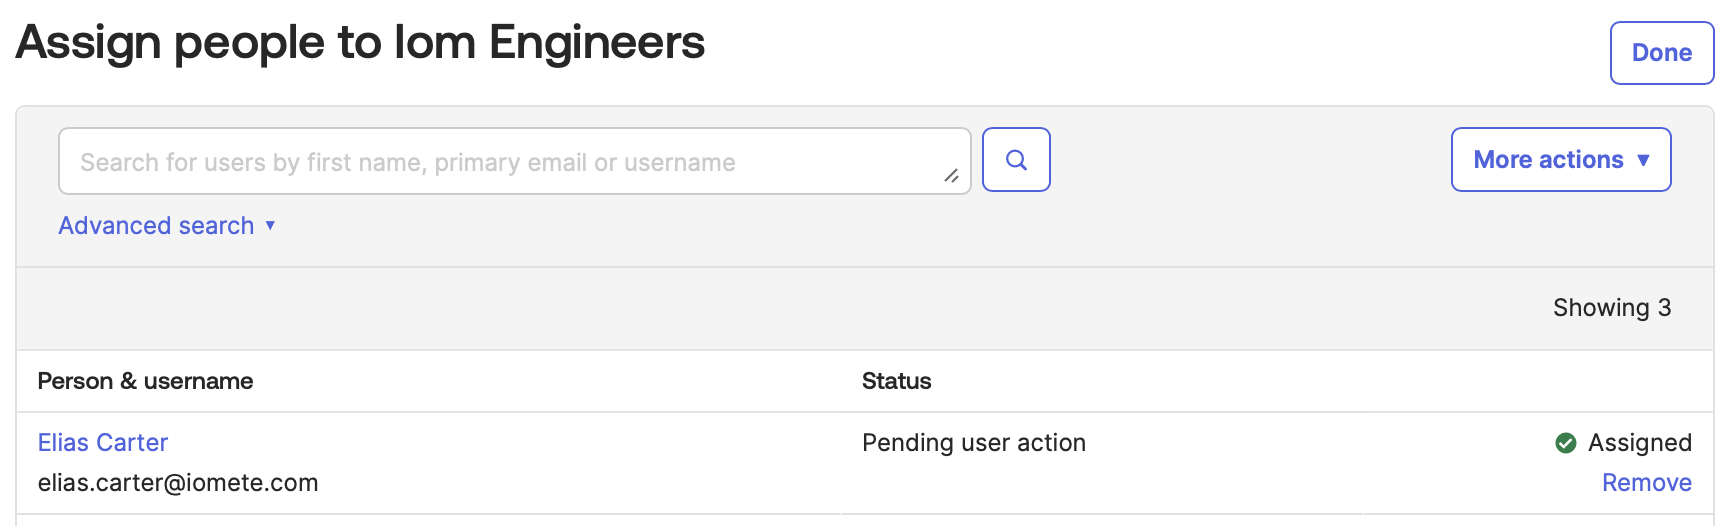 Assign people to Iom Engineers
Done
Search for users by first name, primary email or username
More actions ▼
Advanced search ▼
Showing 3
Person & username
Status
Elias Carter
Pending user action
Assigned
elias.carter@iomete.com
Remove